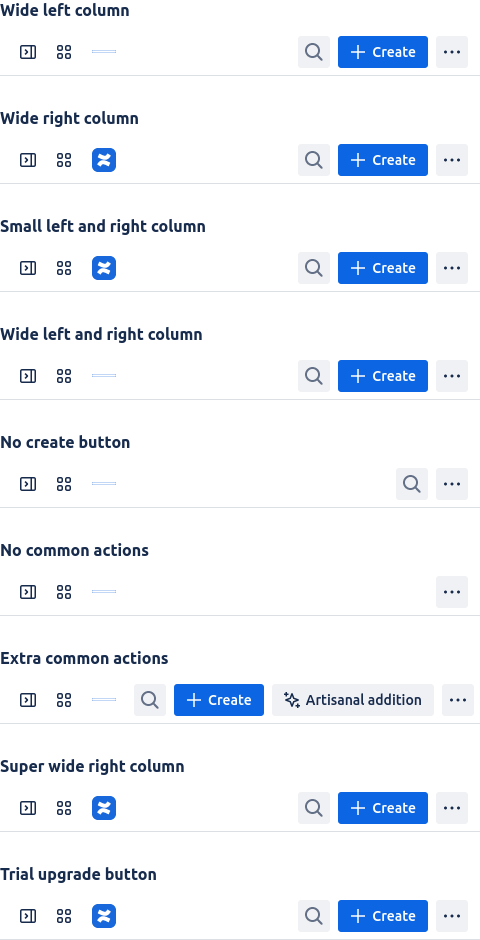 Wide left column
Create
Wide right column
Create
Small left and right column
Create
Wide left and right column
Create
No create button
No common actions
Extra common actions
Create Artisanal addition
Super wide right column
Create
Trial upgrade button
Create